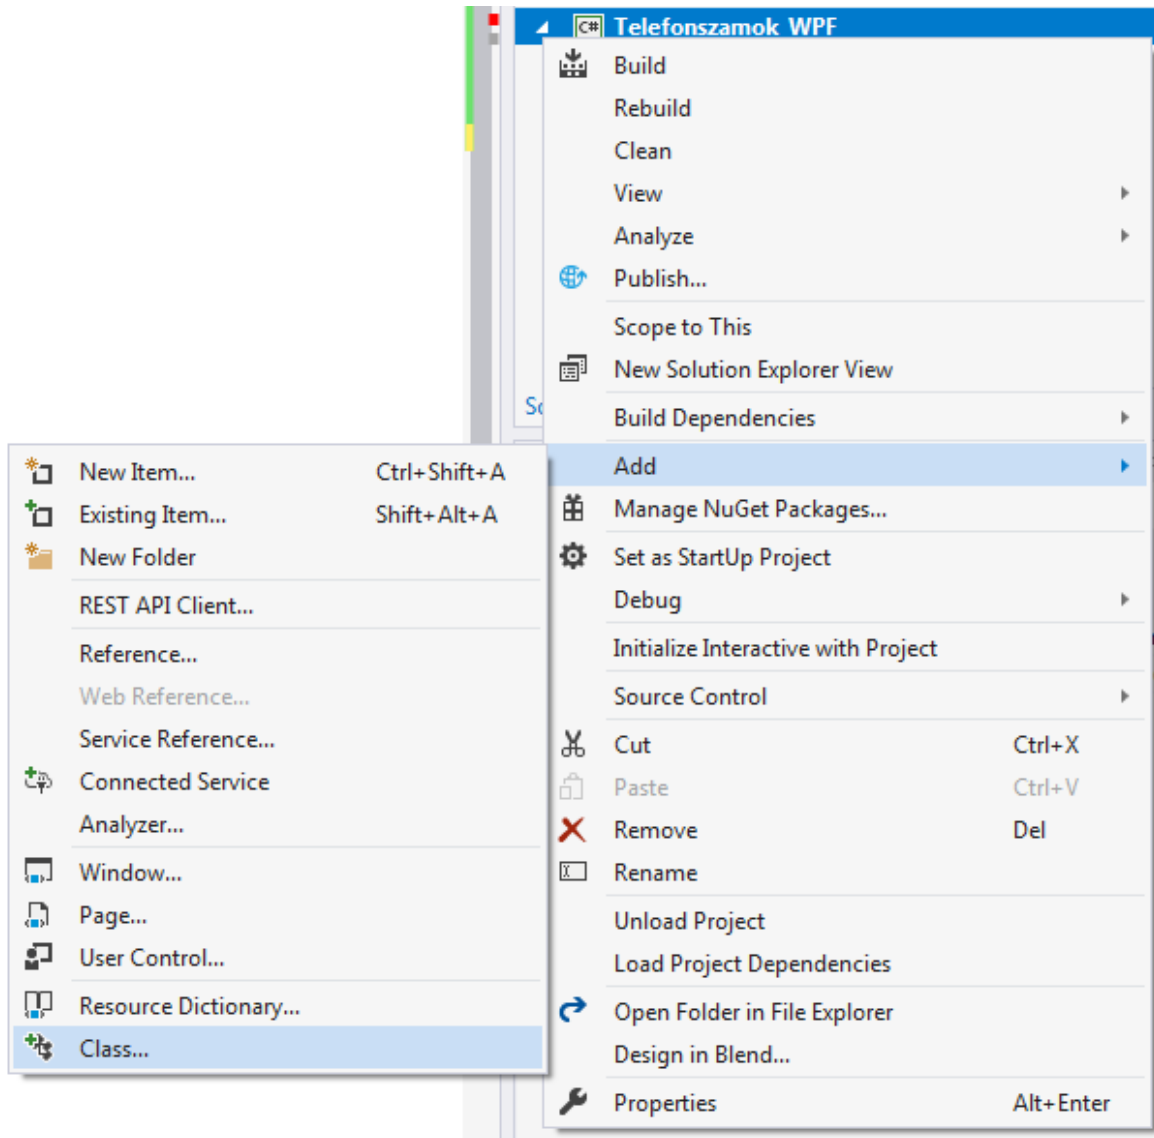 C# Telefonszamok WPF
Build
Rebuild
Clean
View
Analyze
Publish...
Scope to This
New Solution Explorer View
Build Dependencies
Add
Manage NuGet Packages...
Set as StartUp Project
Debug
Initialize Interactive with Project
Source Control
Cut Ctrl+X
Paste Ctrl+V
Remove Del
Rename
Unload Project
Load Project Dependencies
Open Folder in File Explorer
Design in Blend...
Properties Alt+Enter
New Item... Ctrl+Shift+A
Existing Item... Shift+Alt+A
New Folder
REST API Client...
Reference...
Web Reference...
Service Reference...
Connected Service
Analyzer...
Window...
Page...
User Control...
Resource Dictionary...
Class...